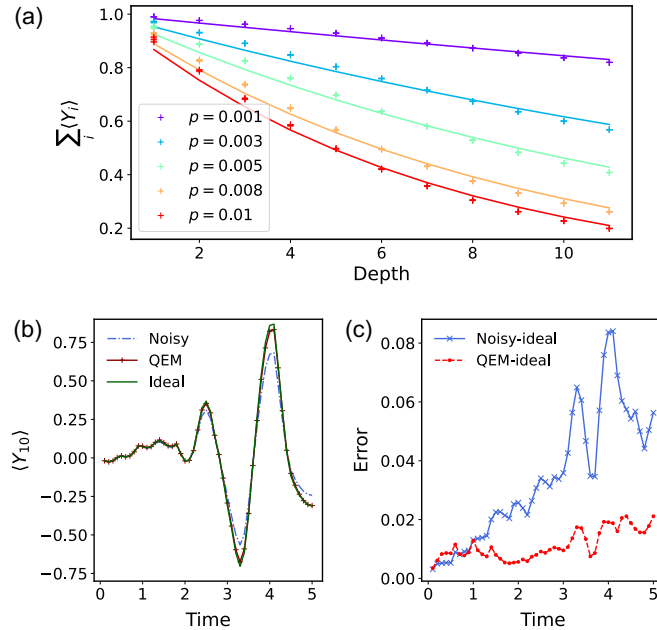 (a)
1.0
0.8
0.6
0.4
0.2
∑i⟨Yi⟩
p = 0.001
p = 0.003
p = 0.005
p = 0.008
p = 0.01
2
4
6
8
10
Depth
(b)
0.75
0.50
0.25
0.00
−0.25
−0.50
−0.75
⟨Y10⟩
Noisy
QEM
Ideal
0
1
2
3
4
5
Time
(c)
0.08
0.06
0.04
0.02
0.00
Error
Noisy-ideal
QEM-ideal
0
1
2
3
4
5
Time